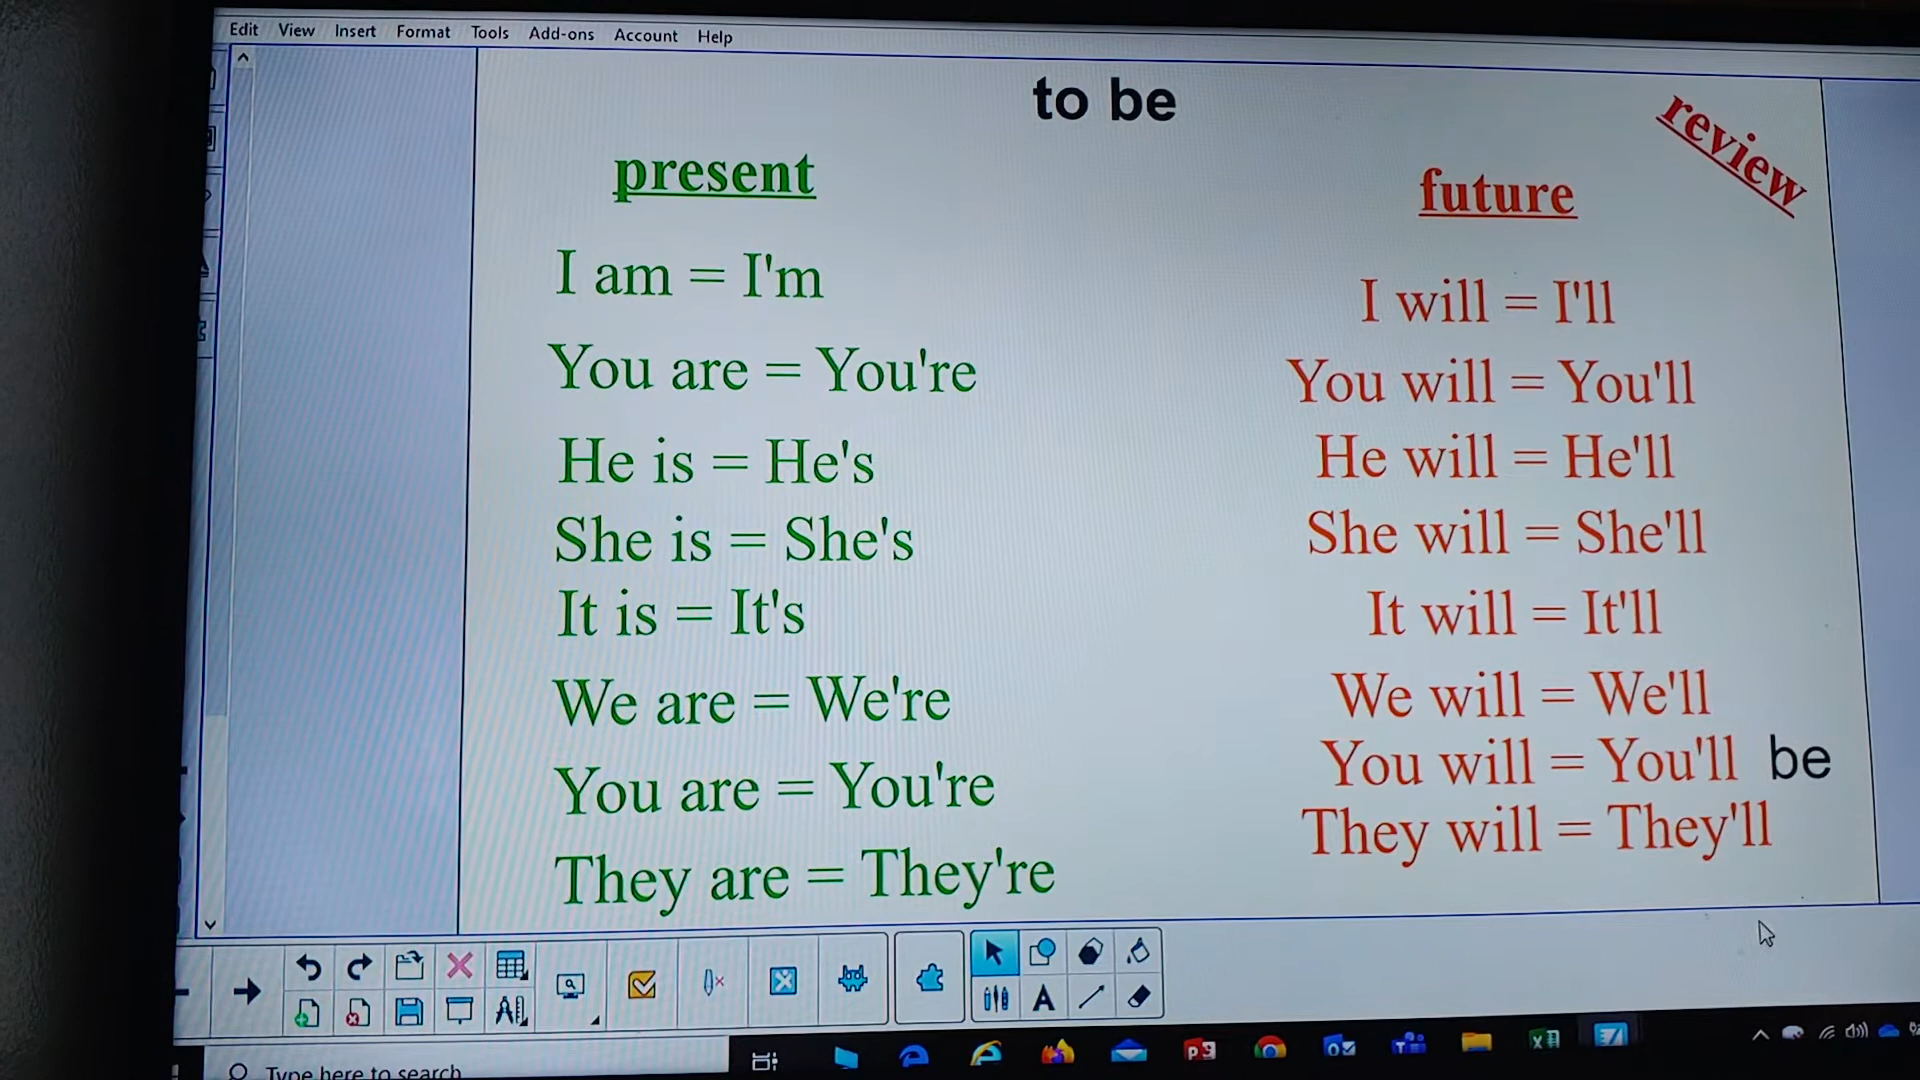 Edit View Insert Format Tools Add-ons Account Help
to be
review
present
I am = I'm
You are = You're
He is = He's
She is = She's
It is = It's
We are = We're
You are = You're
They are = They're
future
I will = I'll
You will = You'll
He will = He'll
She will = She'll
It will = It'll
We will = We'll
You will = You'll be
They will = They'll
Type here to search